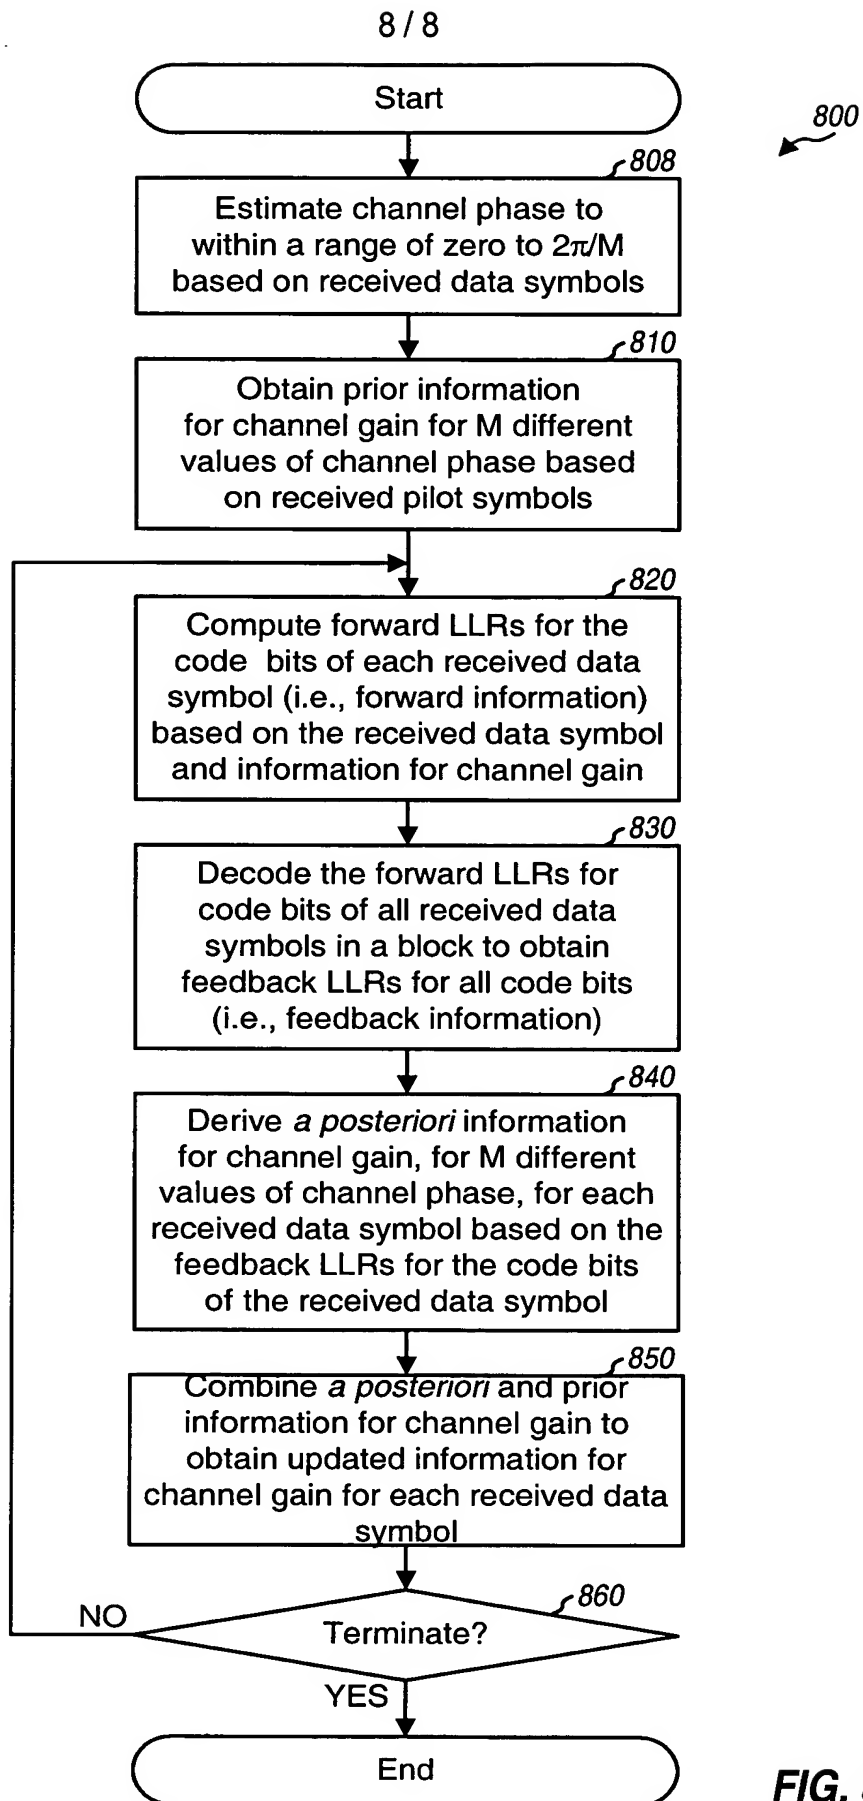 8 / 8
Start
800
808
Estimate channel phase to
within a range of zero to 2π/M
based on received data symbols
810
Obtain prior information
for channel gain for M different
values of channel phase based
on received pilot symbols
820
Compute forward LLRs for the
code bits of each received data
symbol (i.e., forward information)
based on the received data symbol
and information for channel gain
830
Decode the forward LLRs for
code bits of all received data
symbols in a block to obtain
feedback LLRs for all code bits
(i.e., feedback information)
840
Derive a posteriori information
for channel gain, for M different
values of channel phase, for each
received data symbol based on the
feedback LLRs for the code bits
of the received data symbol
850
Combine a posteriori and prior
information for channel gain to
obtain updated information for
channel gain for each received data
symbol
860
NO
Terminate?
YES
End
FIG.